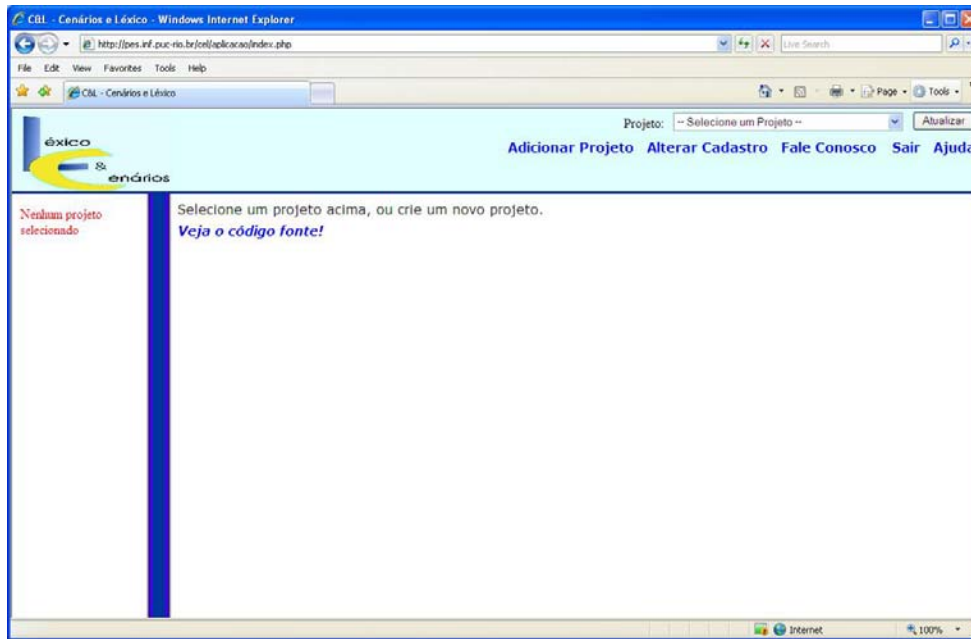 C&L - Cenários e Léxico - Windows Internet Explorer
http://pes.inf.puc-rio.br/cel/aplicacao/index.php
Live Search
File Edit View Favorites Tools Help
C&L - Cenários e Léxico
Page Tools
Projeto: -- Selecione um Projeto -- Atualizar
éxico
&
enários
Adicionar Projeto Alterar Cadastro Fale Conosco Sair Ajuda
Nenhum projeto
selecionado
Selecione um projeto acima, ou crie um novo projeto.
Veja o código fonte!
Internet 100%